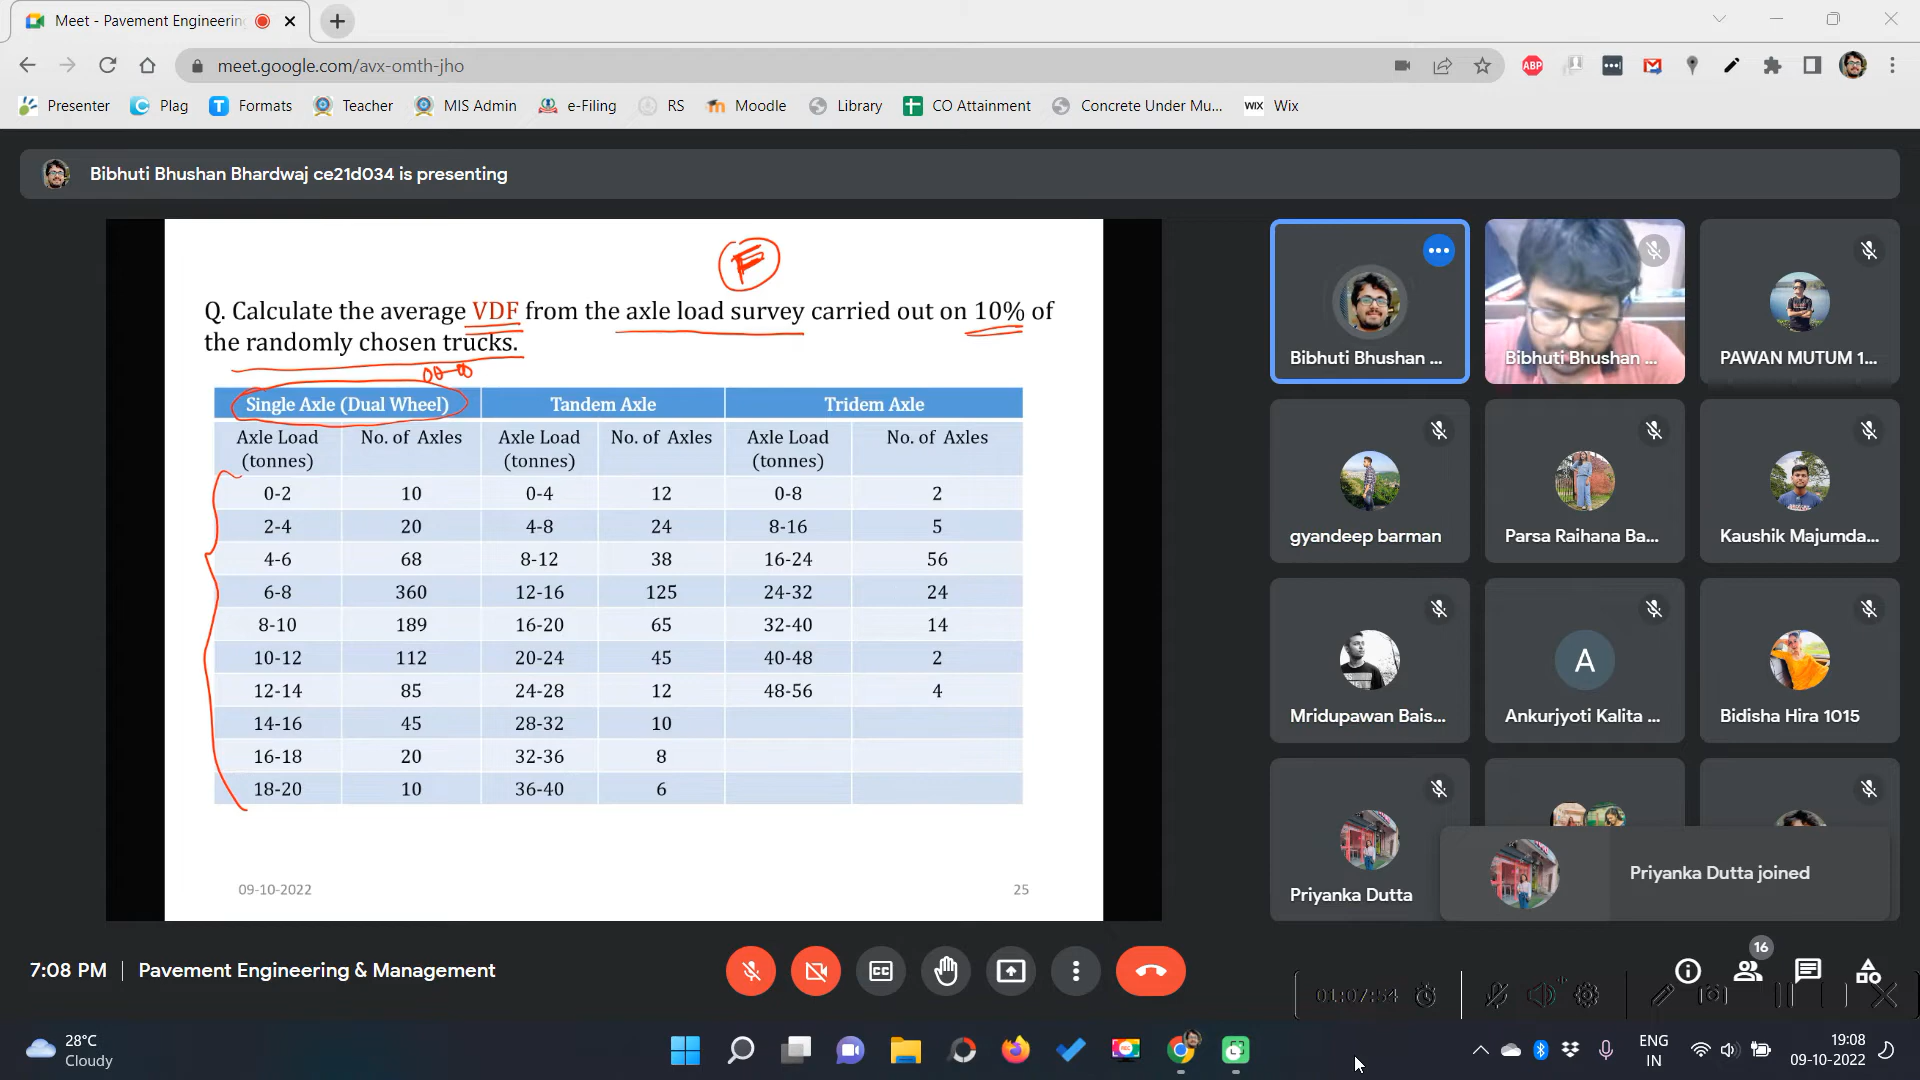 Meet - Pavement Engineerin
meet.google.com/avx-omth-jho
ABP
Presenter
Plag
T
Formats
Teacher
MIS Admin
e-Filing
RS
Moodle
Library
CO Attainment
Concrete Under Mu...
WIX
Wix
Bibhuti Bhushan Bhardwaj ce21d034 is presenting
F
Q. Calculate the average VDF from the axle load survey carried out on 10% of
the randomly chosen trucks.
Single Axle (Dual Wheel) Tandem Axle Tridem Axle
Axle Load (tonnes) No. of Axles Axle Load (tonnes) No. of Axles Axle Load (tonnes) No. of Axles
0-2 10 0-4 12 0-8 2
2-4 20 4-8 24 8-16 5
4-6 68 8-12 38 16-24 56
6-8 360 12-16 125 24-32 24
8-10 189 16-20 65 32-40 14
10-12 112 20-24 45 40-48 2
12-14 85 24-28 12 48-56 4
14-16 45 28-32 10
16-18 20 32-36 8
18-20 10 36-40 6
09-10-2022 25
Bibhuti Bhushan ...
Bibhuti Bhushan ...
PAWAN MUTUM 1...
gyandeep barman
Parsa Raihana Ba...
Kaushik Majumda...
Mridupawan Bais...
A
Ankurjyoti Kalita ...
Bidisha Hira 1015
Priyanka Dutta
Priyanka Dutta joined
7:08 PM | Pavement Engineering & Management
CC
16
01:07:54
28°C
Cloudy
ENG
IN
19:08
09-10-2022